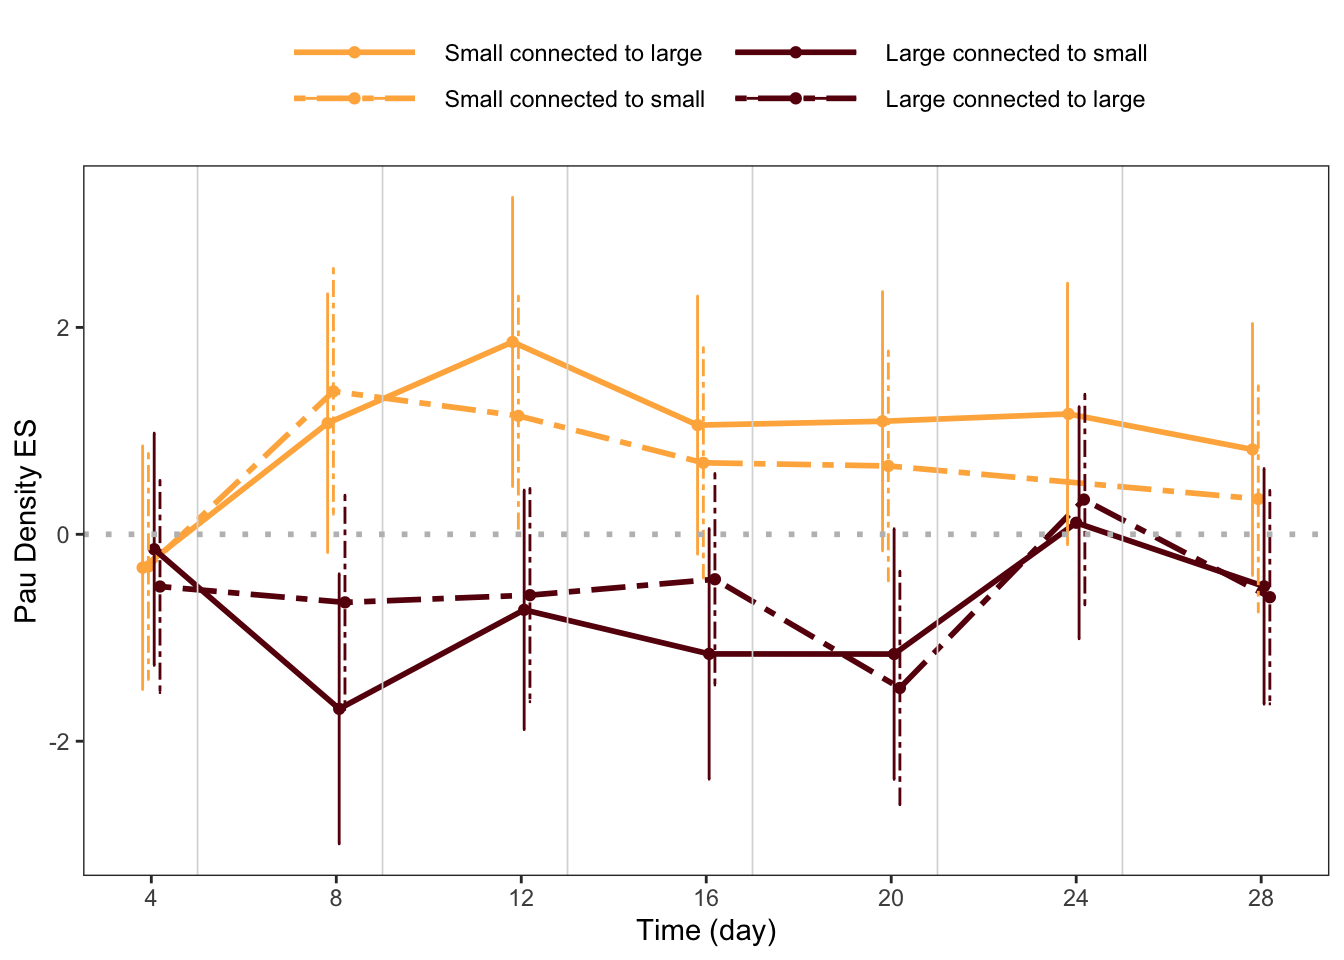 Small connected to large
Large connected to small
Small connected to small
Large connected to large
Pau Density ES
2
0
-2
4
8
12
16
20
24
28
Time (day)